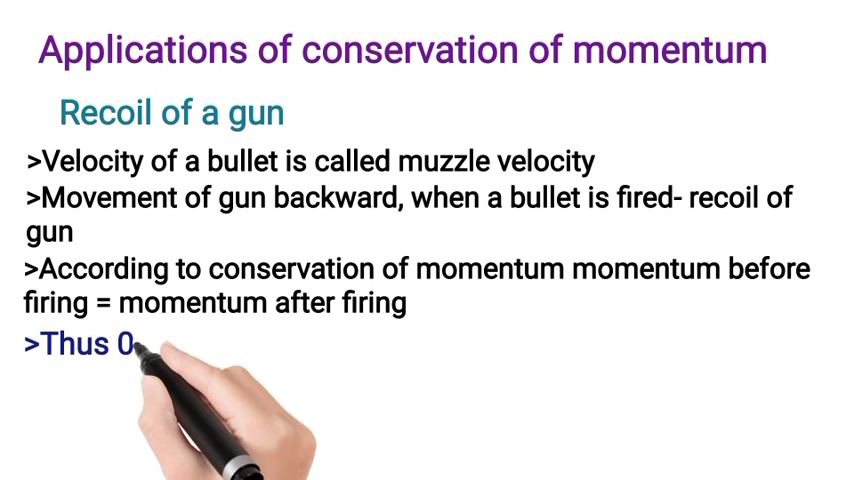 Applications of conservation of momentum
Recoil of a gun
>Velocity of a bullet is called muzzle velocity
>Movement of gun backward, when a bullet is fired- recoil of
gun
>According to conservation of momentum momentum before
firing = momentum after firing
>Thus 0